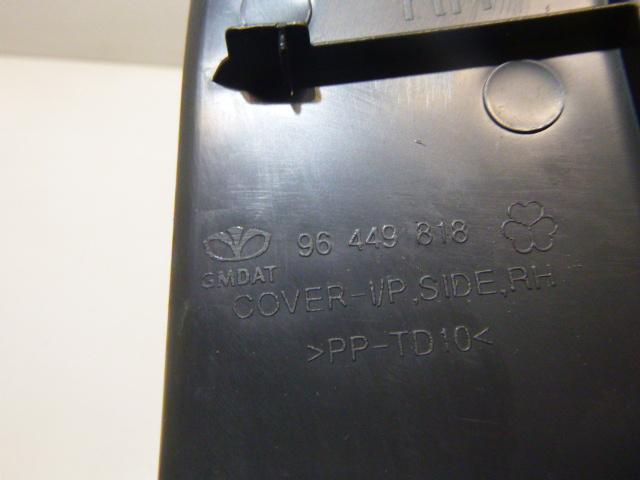 96 449 818
GMDAT
COVER-I/P,SIDE,RH
>PP-TD10<